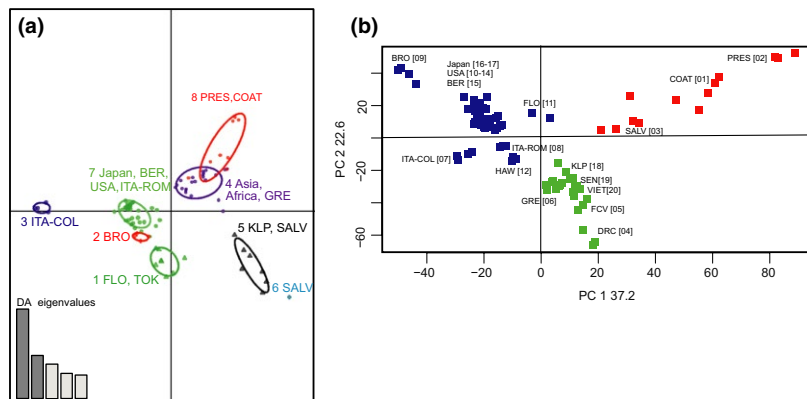 (a)
8 PRES,COAT
7 Japan, BER,
USA,ITA-ROM
4 Asia,
Africa, GRE
3 ITA-COL
2 BRO
5 KLP, SALV
1 FLO, TOK
6 SALV
DA eigenvalues
(b)
BRO [09]
Japan [16-17]
USA [10-14]
BER [15]
FLO [11]
PRES [02]
COAT [01]
SALV [03]
ITA-COL [07]
ITA-ROM [08]
HAW [12]
KLP [18]
SEN[19]
VIET[20]
GRE [06]
FCV [05]
DRC [04]
20
0
−20
−60
PC 2 22.6
−40
−20
0
20
40
60
80
PC 1 37.2